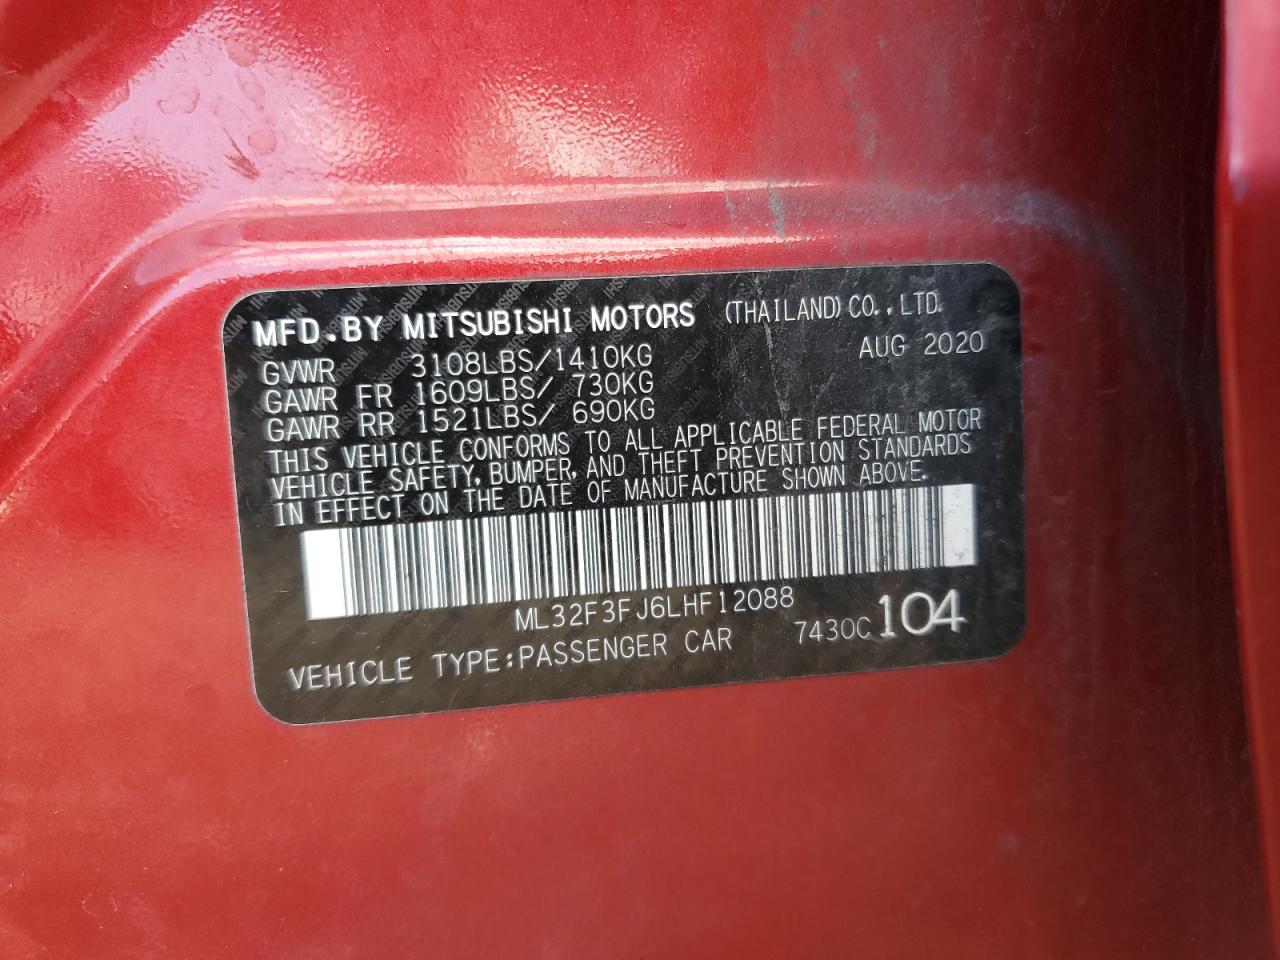 MFD.BY MITSUBISHI MOTORS (THAILAND) CO.,LTD.
GVWR 3108LBS/1410KG AUG 2020
GAWR FR 1609LBS/ 730KG
GAWR RR 1521LBS/ 690KG
THIS VEHICLE CONFORMS TO ALL APPLICABLE FEDERAL MOTOR
VEHICLE SAFETY, BUMPER, AND THEFT PREVENTION STANDARDS
IN EFFECT ON THE DATE OF MANUFACTURE SHOWN ABOVE.
ML32F3FJ6LHF12088
VEHICLE TYPE:PASSENGER CAR 7430C 104